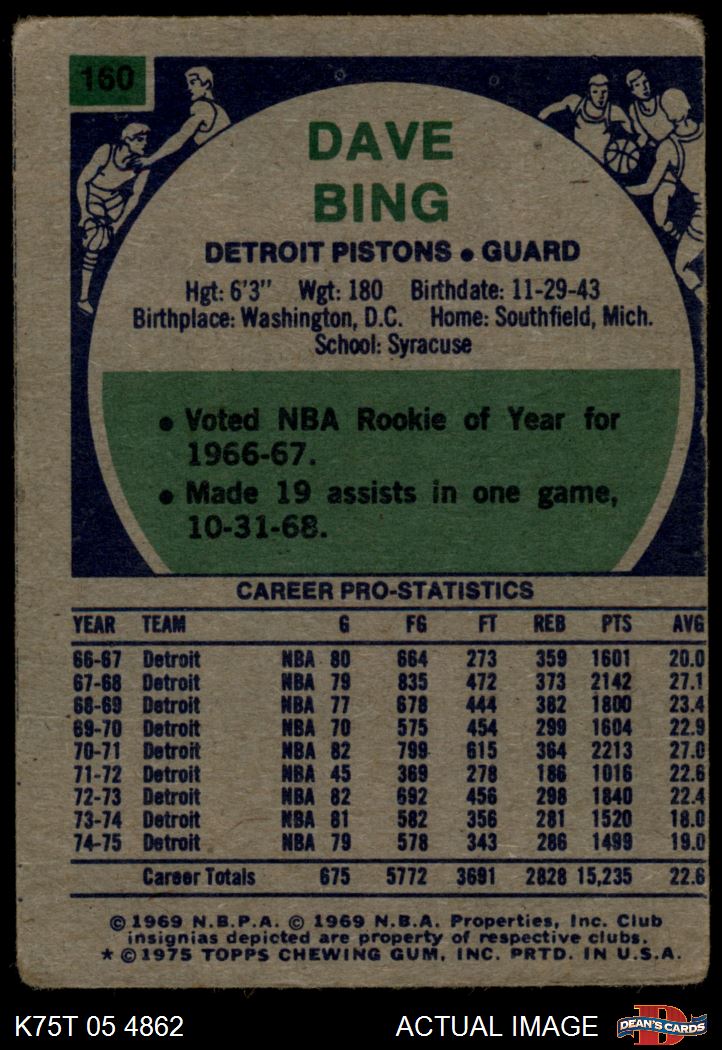 160
DAVE
BING
DETROIT PISTONS • GUARD
Hgt: 6'3" Wgt: 180 Birthdate: 11-29-43
Birthplace: Washington, D.C. Home: Southfield, Mich.
School: Syracuse
• Voted NBA Rookie of Year for
1966-67.
• Made 19 assists in one game,
10-31-68.
CAREER PRO-STATISTICS
YEAR TEAM G FG FT REB PTS AVG
66-67 Detroit NBA 80 664 273 359 1601 20.0
67-68 Detroit NBA 79 835 472 373 2142 27.1
68-69 Detroit NBA 77 678 444 382 1800 23.4
69-70 Detroit NBA 70 575 454 299 1604 22.9
70-71 Detroit NBA 82 799 615 364 2213 27.0
71-72 Detroit NBA 45 369 278 186 1016 22.6
72-73 Detroit NBA 82 692 456 298 1840 22.4
73-74 Detroit NBA 81 582 356 281 1520 18.0
74-75 Detroit NBA 79 578 343 286 1499 19.0
Career Totals 675 5772 3691 2828 15,235 22.6
© 1969 N.B.P.A. © 1969 N.B.A. Properties, Inc. Club
insignias depicted are property of respective clubs.
* © 1975 TOPPS CHEWING GUM, INC. PRTD. IN U.S.A.
K75T 05 4862 ACTUAL IMAGE D DEAN'S CARDS